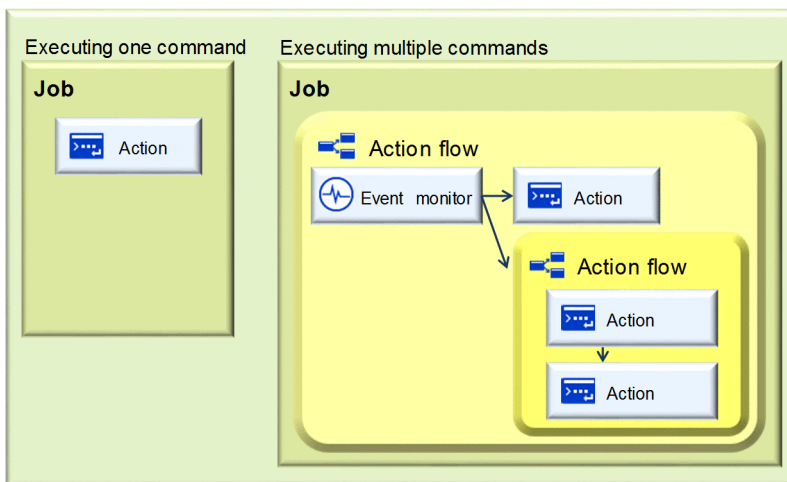 Executing one command
Job
Action
Executing multiple commands
Job
Action flow
Event monitor
Action
Action flow
Action
Action